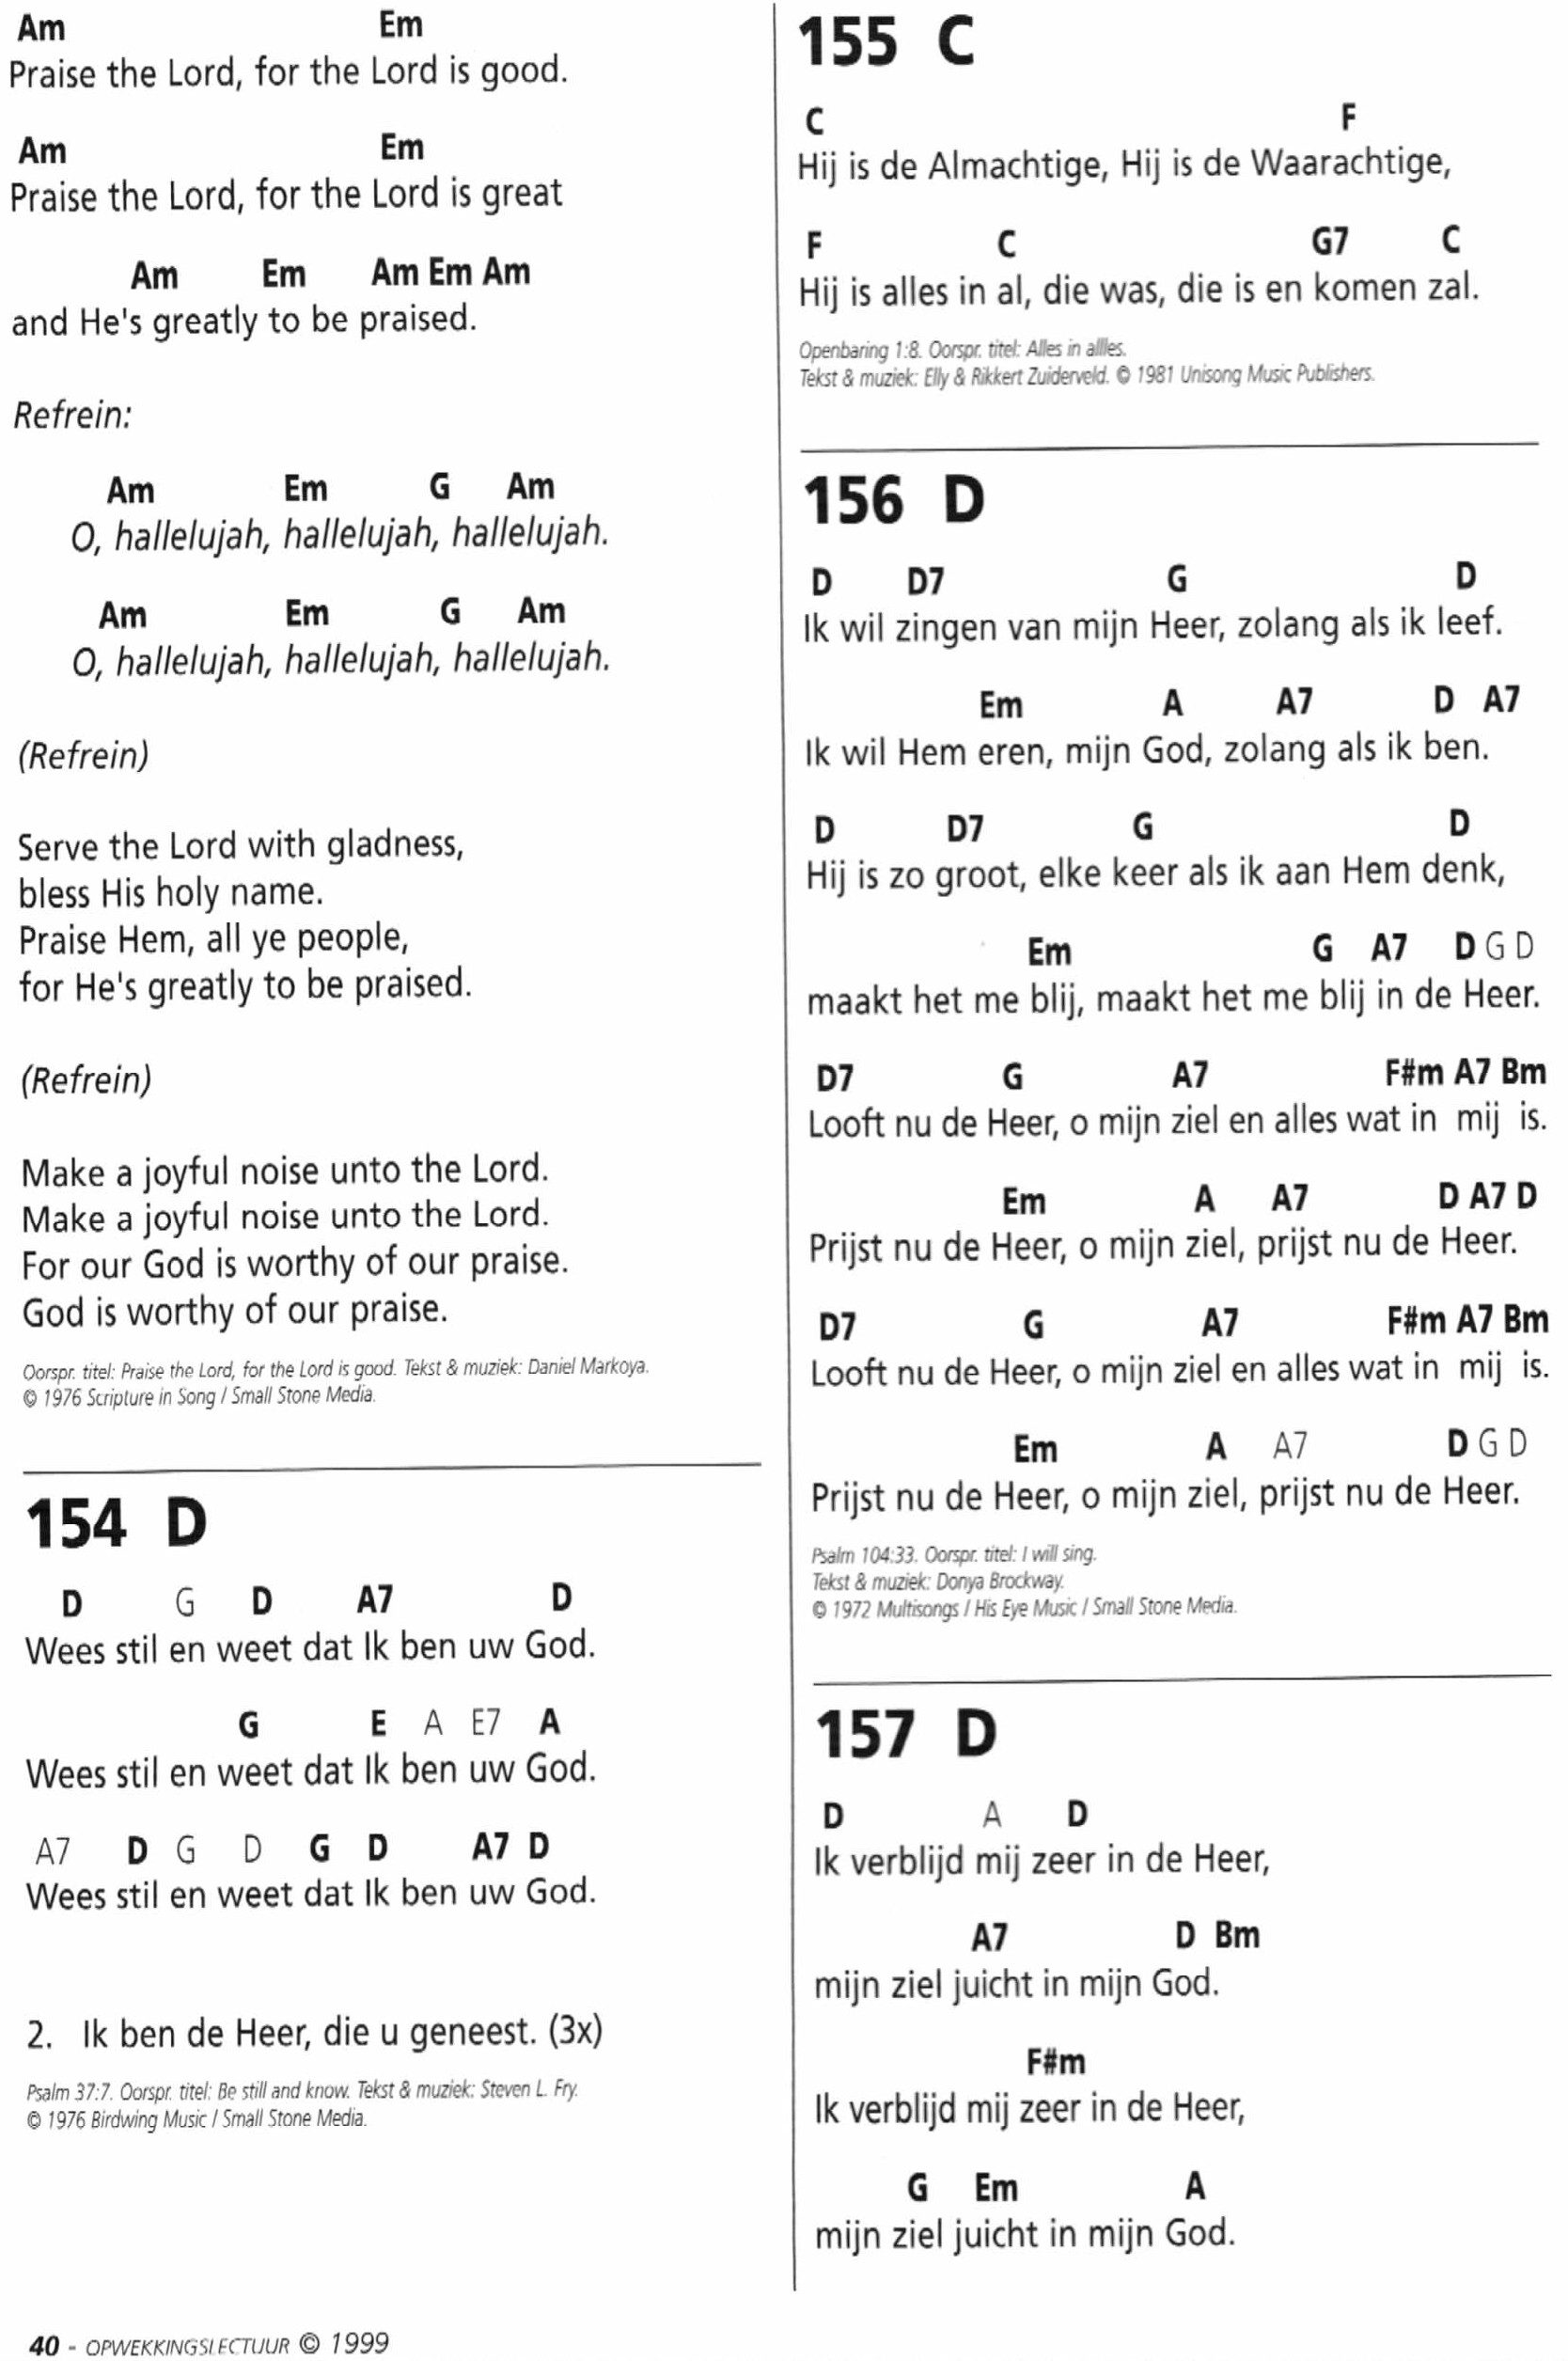 Am Em
Praise the Lord, for the Lord is good.
Am Em
Praise the Lord, for the Lord is great
Am Em Am Em Am
and He's greatly to be praised.
Refrein:
Am Em G Am
O, hallelujah, hallelujah, hallelujah.
Am Em G Am
O, hallelujah, hallelujah, hallelujah.
(Refrein)
Serve the Lord with gladness,
bless His holy name.
Praise Hem, all ye people,
for He's greatly to be praised.
(Refrein)
Make a joyful noise unto the Lord.
Make a joyful noise unto the Lord.
For our God is worthy of our praise.
God is worthy of our praise.
Oorspr. titel: Praise the Lord, for the Lord is good. Tekst & muziek: Daniel Markoya.
© 1976 Scripture in Song / Small Stone Media.
154 D
D G D A7 D
Wees stil en weet dat Ik ben uw God.
G E A E7 A
Wees stil en weet dat Ik ben uw God.
A7 D G D G D A7 D
Wees stil en weet dat Ik ben uw God.
2. Ik ben de Heer, die u geneest. (3x)
Psalm 37:7. Oorspr. titel: Be still and know. Tekst & muziek: Steven L. Fry.
© 1976 Birdwing Music / Small Stone Media.
155 C
C F
Hij is de Almachtige, Hij is de Waarachtige,
F C G7 C
Hij is alles in al, die was, die is en komen zal.
Openbaring 1:8. Oorspr. titel: Alles in allles.
Tekst & muziek: Elly & Rikkert Zuiderveld. © 1981 Unisong Music Publishers.
156 D
D D7 G D
Ik wil zingen van mijn Heer, zolang als ik leef.
Em A A7 D A7
Ik wil Hem eren, mijn God, zolang als ik ben.
D D7 G D
Hij is zo groot, elke keer als ik aan Hem denk,
Em G A7 D G D
maakt het me blij, maakt het me blij in de Heer.
D7 G A7 F#m A7 Bm
Looft nu de Heer, o mijn ziel en alles wat in mij is.
Em A A7 D A7 D
Prijst nu de Heer, o mijn ziel, prijst nu de Heer.
D7 G A7 F#m A7 Bm
Looft nu de Heer, o mijn ziel en alles wat in mij is.
Em A A7 D G D
Prijst nu de Heer, o mijn ziel, prijst nu de Heer.
Psalm 104:33. Oorspr. titel: I will sing.
Tekst & muziek: Donya Brockway.
© 1972 Multisongs / His Eye Music / Small Stone Media.
157 D
D A D
Ik verblijd mij zeer in de Heer,
A7 D Bm
mijn ziel juicht in mijn God.
F#m
Ik verblijd mij zeer in de Heer,
G Em A
mijn ziel juicht in mijn God.
40 - OPWEKKINGSLECTUUR © 1999